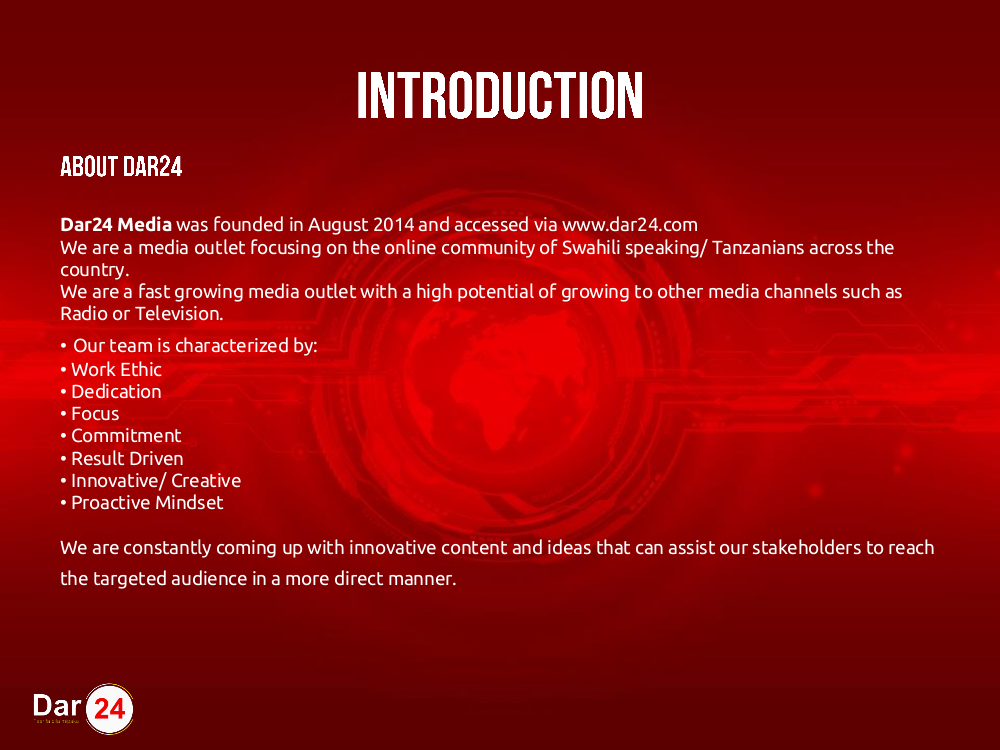 INTRODUCTION
ABOUT DAR24
Dar24 Media was founded in August 2014 and accessed via www.dar24.com
We are a media outlet focusing on the online community of Swahili speaking/ Tanzanians across the
country.
We are a fast growing media outlet with a high potential of growing to other media channels such as
Radio or Television.
• Our team is characterized by:
• Work Ethic
• Dedication
• Focus
• Commitment
• Result Driven
• Innovative/ Creative
• Proactive Mindset
We are constantly coming up with innovative content and ideas that can assist our stakeholders to reach
the targeted audience in a more direct manner.
Dar 24